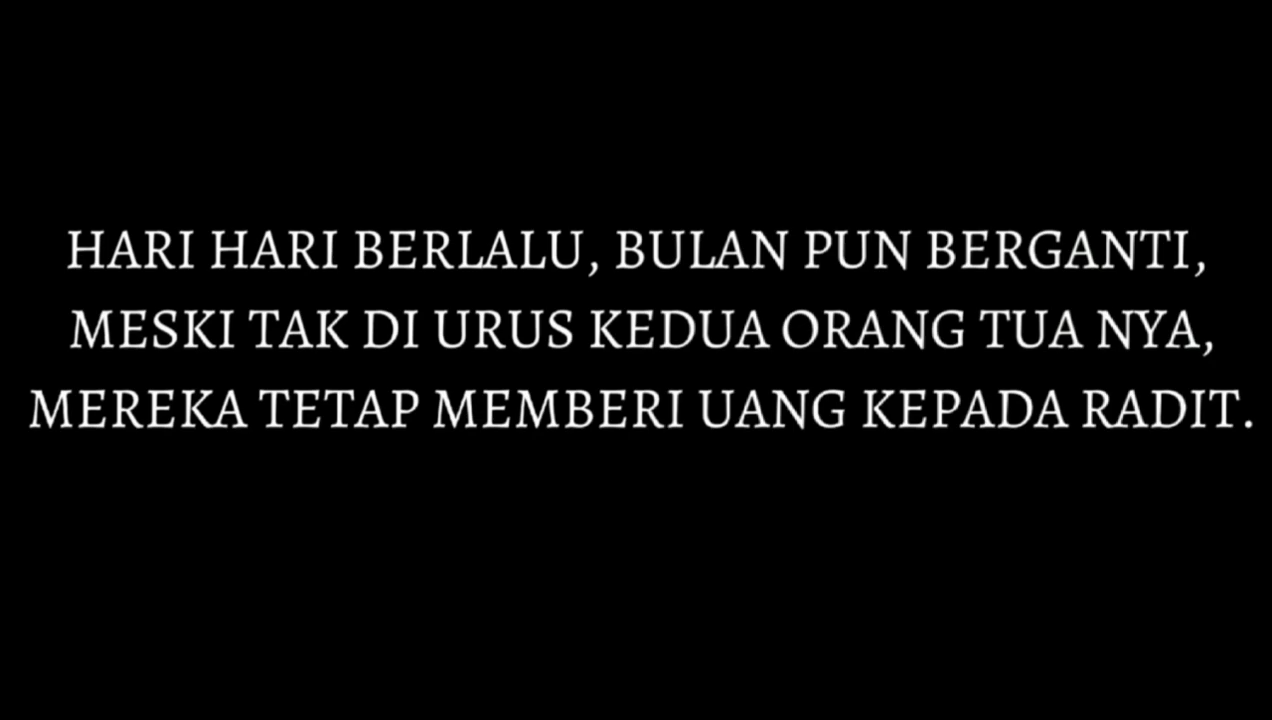 HARI HARI BERLALU, BULAN PUN BERGANTI,
MESKI TAK DI URUS KEDUA ORANG TUA NYA,
MEREKA TETAP MEMBERI UANG KEPADA RADIT.